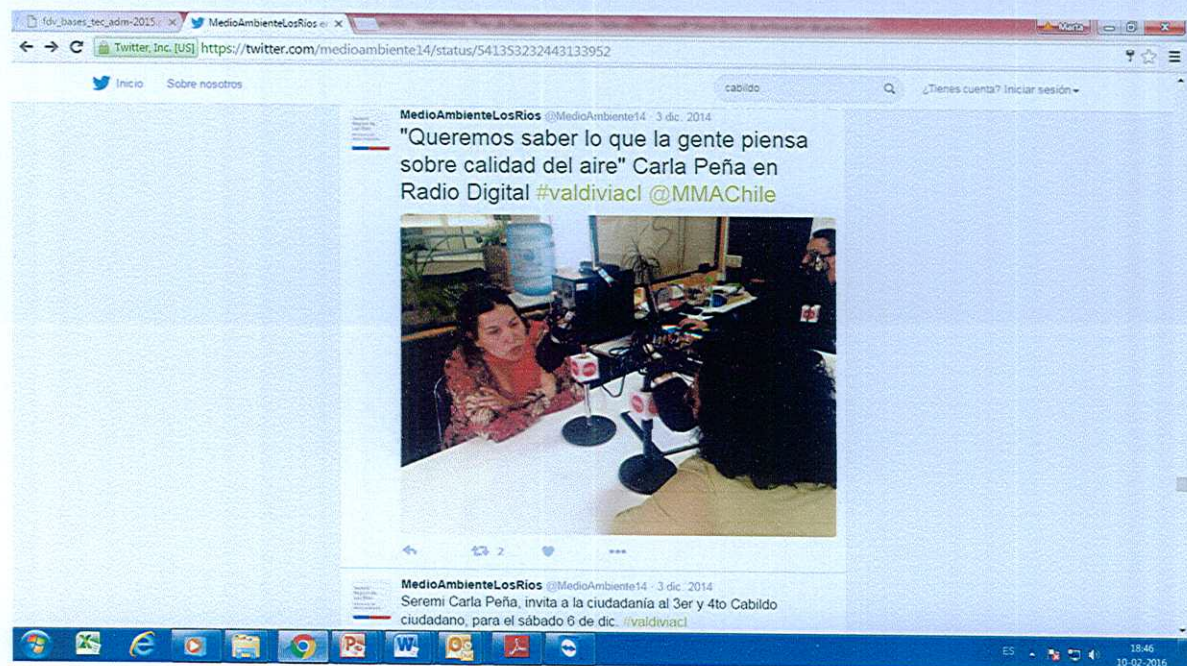 fdv_bases_tec_adm-2015.
MedioAmbienteLosRios e
Marta
Twitter, Inc. [US] https://twitter.com/medioambiente14/status/541353232443133952
Inicio Sobre nosotros cabildo ¿Tienes cuenta? Iniciar sesión
MedioAmbienteLosRios @MedioAmbiente14 · 3 dic. 2014
"Queremos saber lo que la gente piensa
sobre calidad del aire" Carla Peña en
Radio Digital #valdiviacl @MMAChile
2
MedioAmbienteLosRios @MedioAmbiente14 · 3 dic. 2014
Seremi Carla Peña, invita a la ciudadanía al 3er y 4to Cabildo
ciudadano, para el sábado 6 de dic. #valdiviacl
ES 18:46
10-02-2016